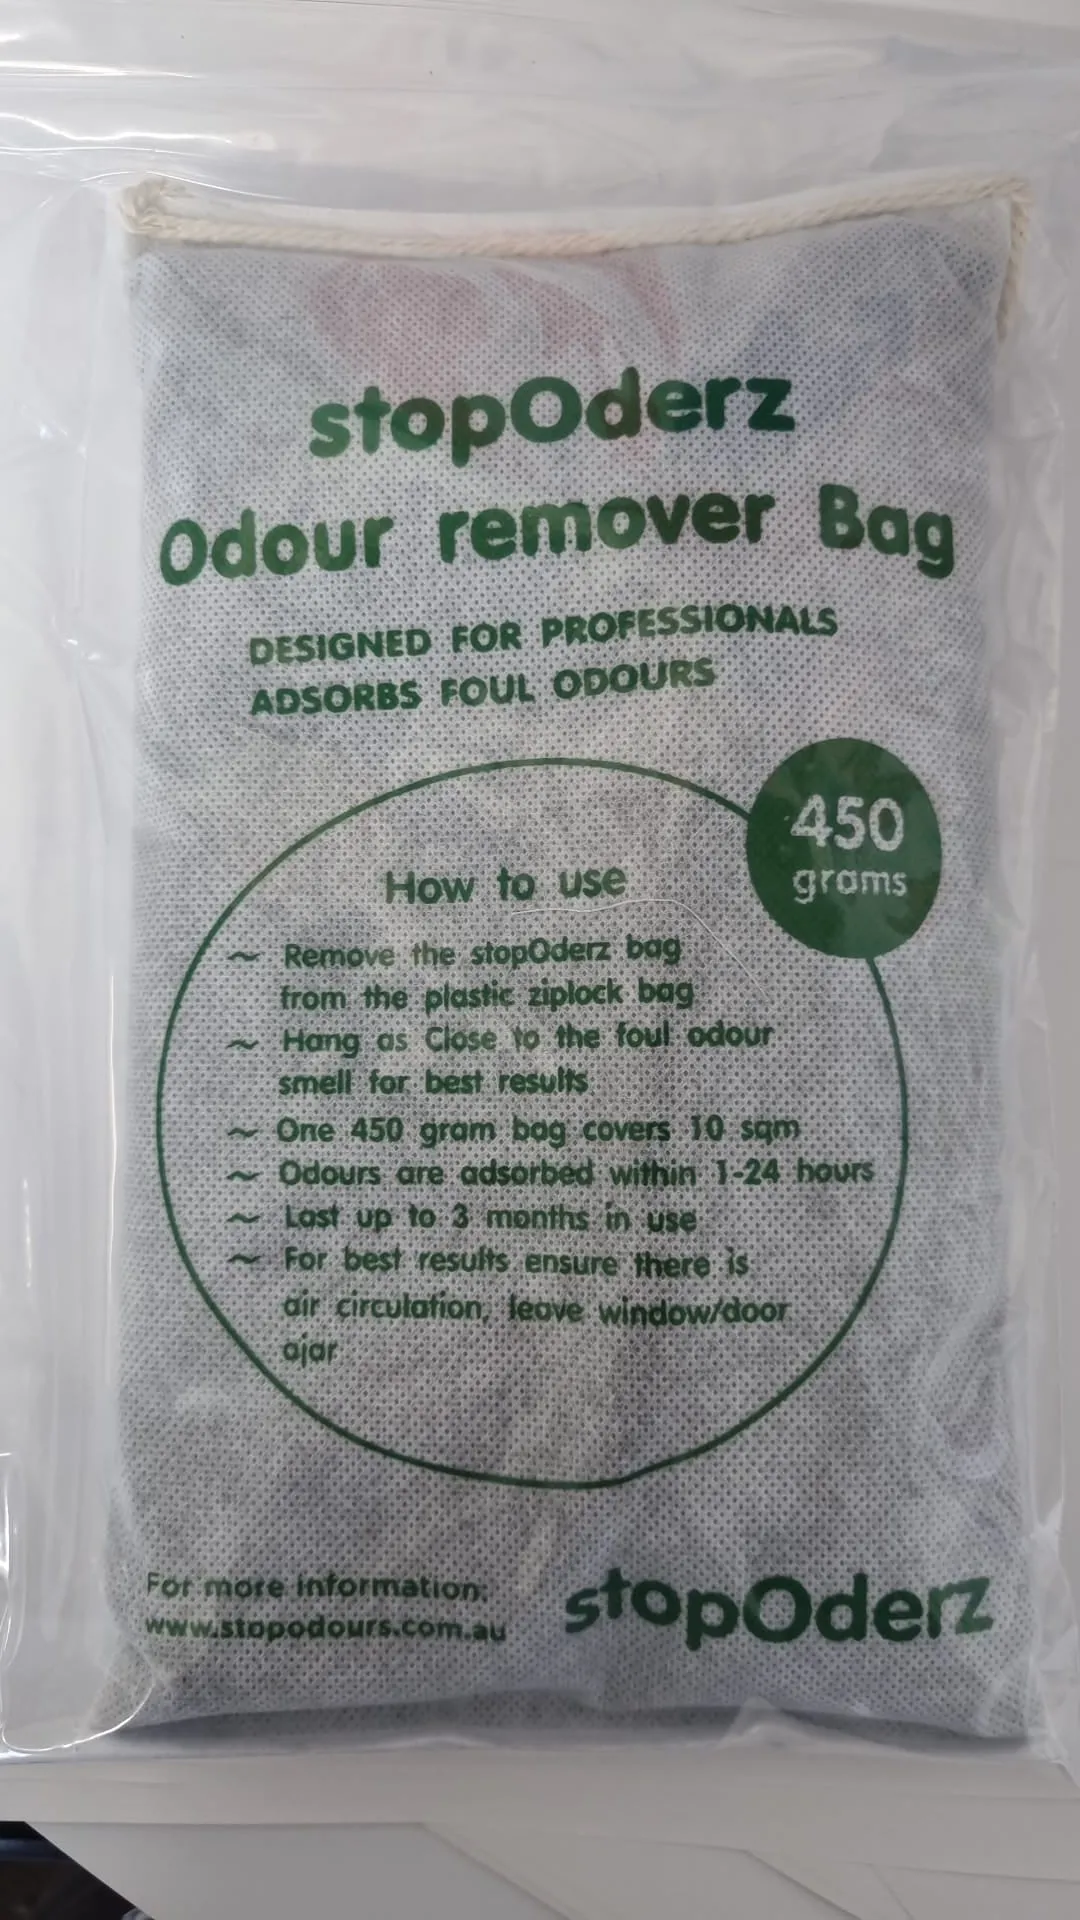 stopOderz
Odour remover Bag
DESIGNED FOR PROFESSIONALS
ADSORBS FOUL ODOURS
450
grams
How to use
~ Remove the stopOderz bag
from the plastic ziplock bag
~ Hang as Close to the foul odour
smell for best results
~ One 450 gram bag covers 10 sqm
~ Odours are adsorbed within 1-24 hours
~ Last up to 3 months in use
~ For best results ensure there is
air circulation, leave window/door
ajar
For more information:
www.stopodours.com.au
stopOderz